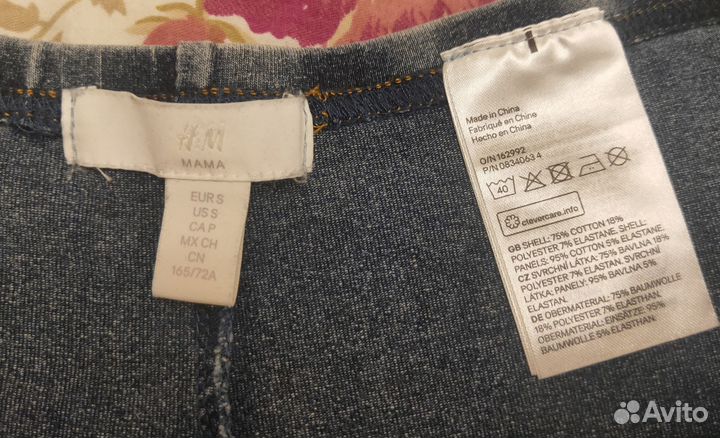 H&M
MAMA
EUR S
US S
CA P
MX CH
CN
165/72A
Made in China
Fabriqué en Chine
Hecho en China
O/N 162992
P/N 0834063 4
40
clevercare.info
GB SHELL: 75% COTTON 18%
POLYESTER 7% ELASTANE. SHELL:
PANELS: 95% COTTON 5% ELASTANE.
CZ SVRCHNÍ LÁTKA: 75% BAVLNA 18%
POLYESTER 7% ELASTAN. SVRCHNÍ
LÁTKA: PANELY: 95% BAVLNA 5%
ELASTAN.
DE OBERMATERIAL: 75% BAUMWOLLE
18% POLYESTER 7% ELASTHAN.
OBERMATERIAL: EINSÄTZE: 95%
BAUMWOLLE 5% ELASTHAN.
Avito